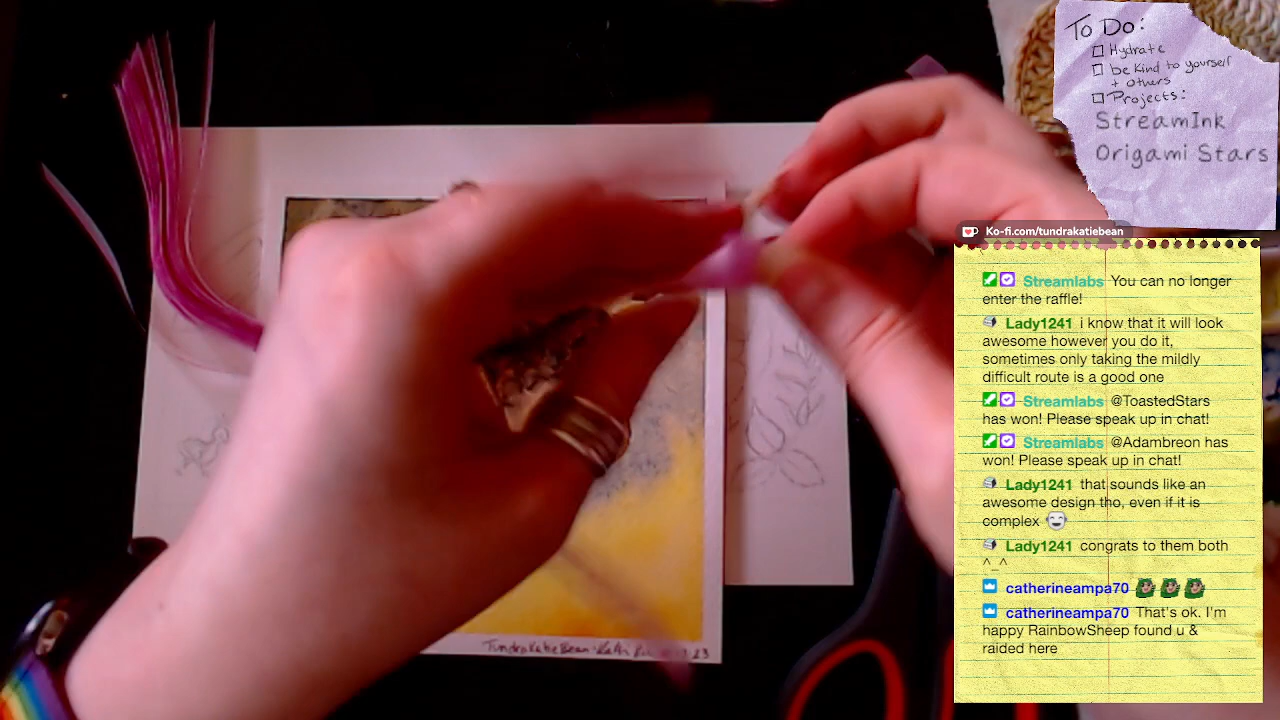 To Do:
Hydrate
be Kind to yourself
+ others
Projects:
StreamInk
Origami Stars
Ko-fi.com/tundrakatiebean
Streamlabs You can no longer
enter the raffle!
Lady1241 i know that it will look
awesome however you do it,
sometimes only taking the mildly
difficult route is a good one
Streamlabs @ToastedStars
has won! Please speak up in chat!
Streamlabs @Adambreon has
won! Please speak up in chat!
Lady1241 that sounds like an
awesome design tho, even if it is
complex
Lady1241 congrats to them both
^_^
catherineampa70
catherineampa70 That's ok. I'm
happy RainbowSheep found u &
raided here
TundraKatieBean